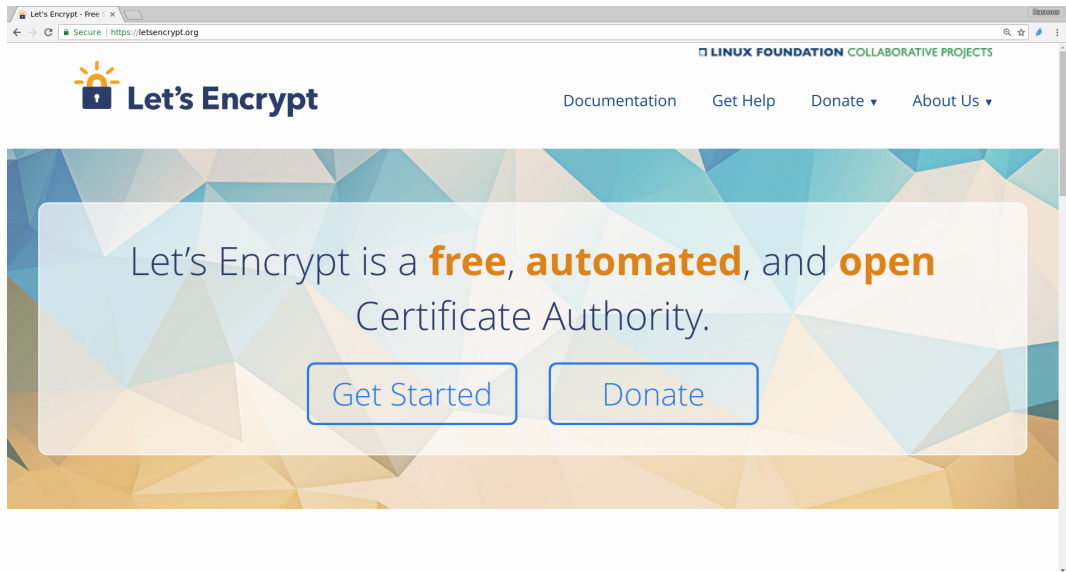 Let's Encrypt - Free S
Rasmus
Secure | https://letsencrypt.org
LINUX FOUNDATION COLLABORATIVE PROJECTS
Let's Encrypt
Documentation Get Help Donate ▾ About Us ▾
Let's Encrypt is a free, automated, and open
Certificate Authority.
Get Started Donate